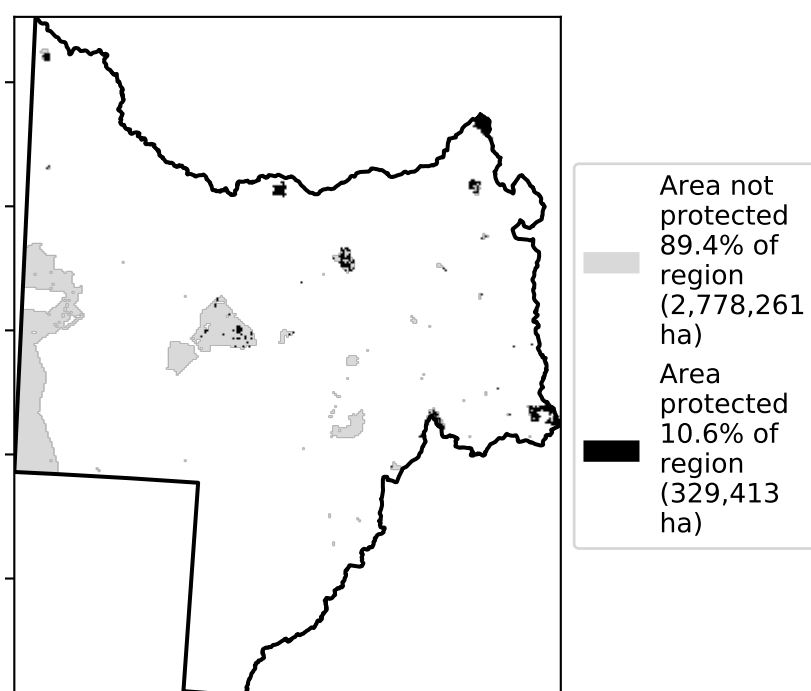 Area not
protected
89.4% of
region
(2,778,261
ha)
Area
protected
10.6% of
region
(329,413
ha)